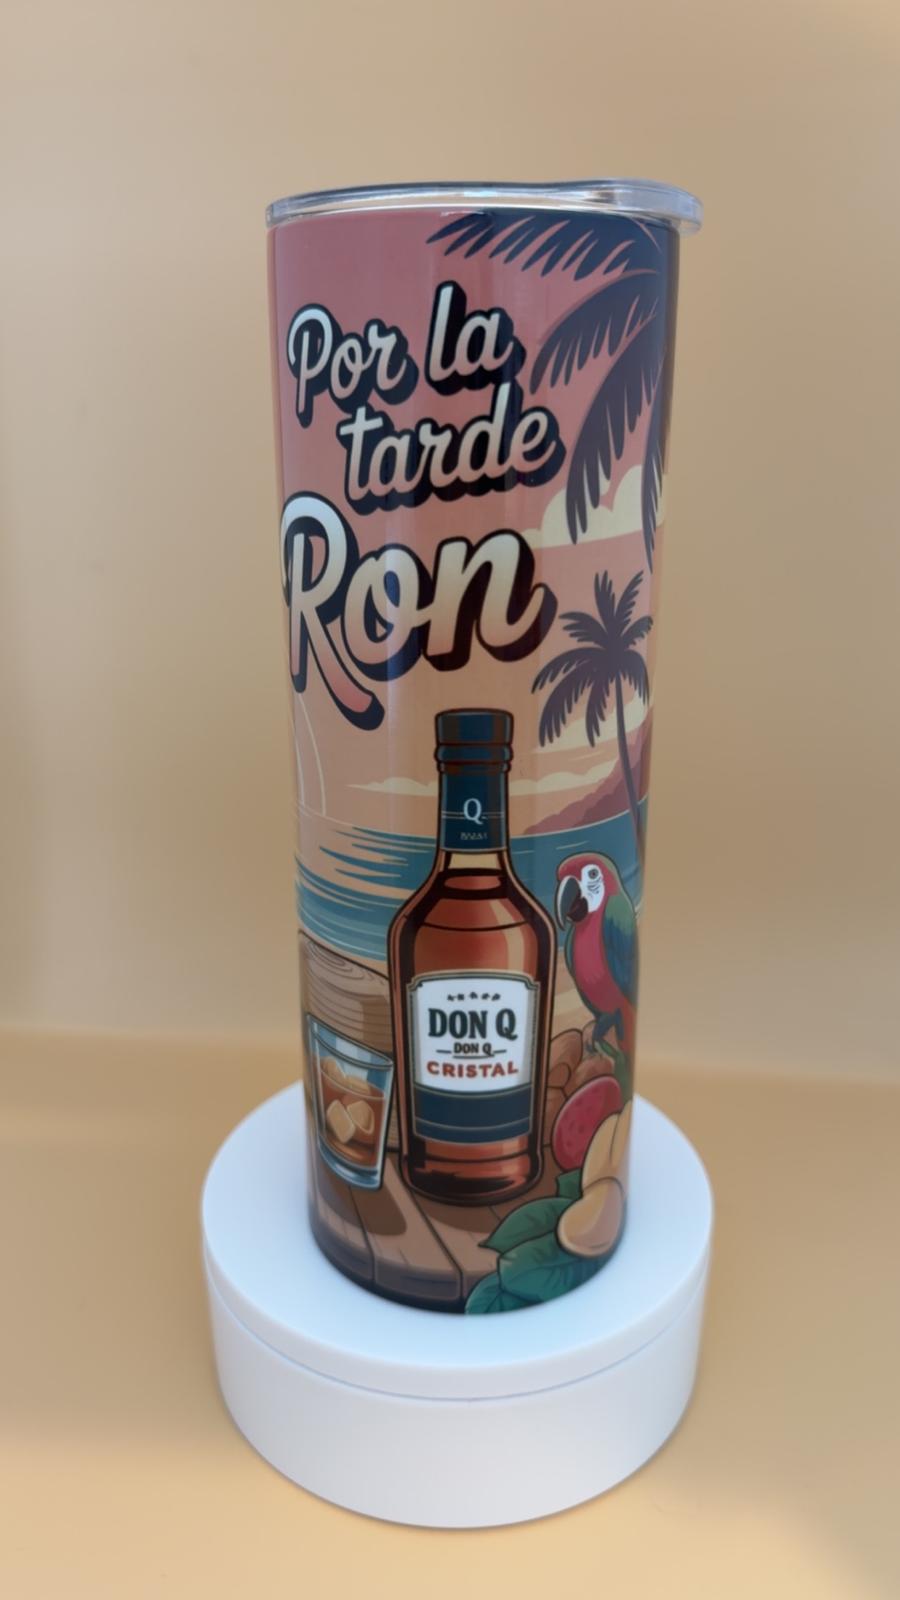 Por la
tarde
Ron
Q
DON Q
DON Q
CRISTAL